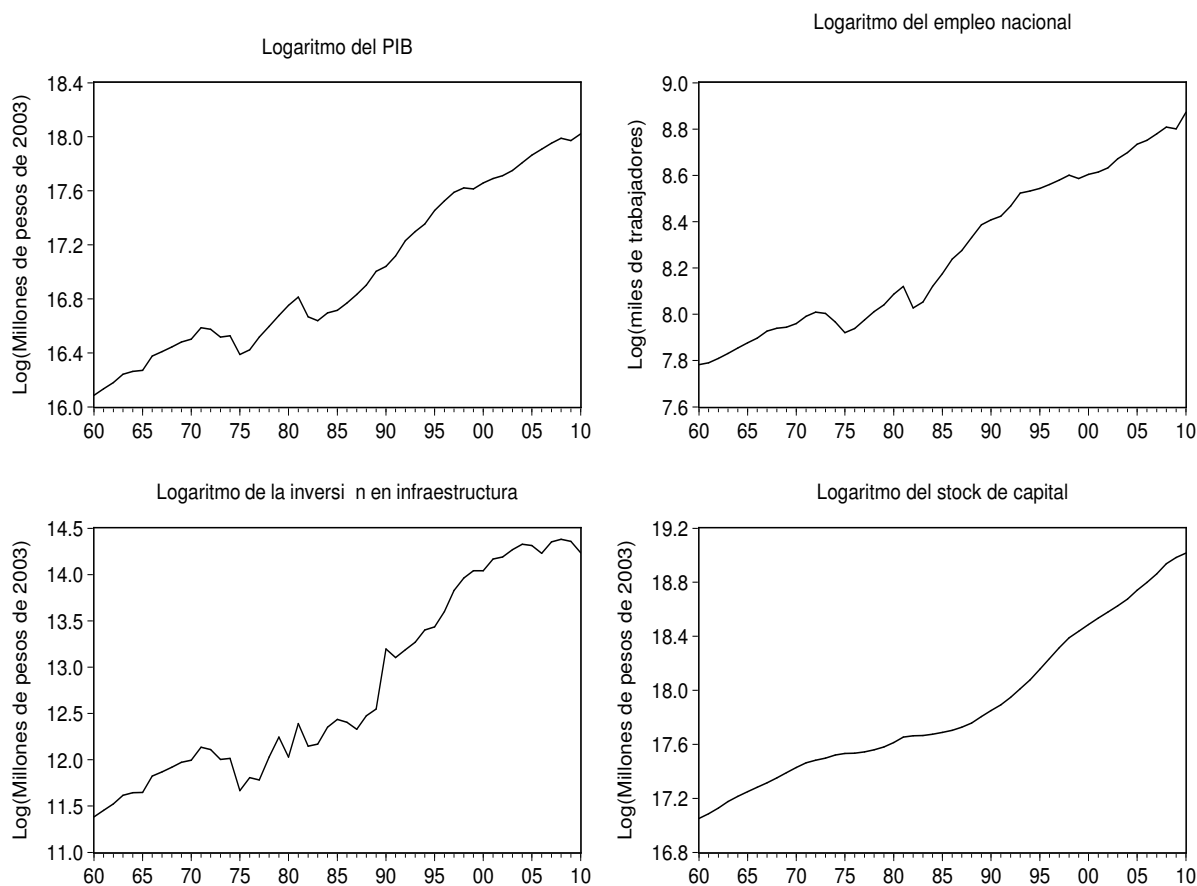 Logaritmo del PIB
Log(Millones de pesos de 2003)
18.4
18.0
17.6
17.2
16.8
16.4
16.0
60 65 70 75 80 85 90 95 00 05 10
Logaritmo del empleo nacional
Log(miles de trabajadores)
9.0
8.8
8.6
8.4
8.2
8.0
7.8
7.6
60 65 70 75 80 85 90 95 00 05 10
Logaritmo de la inversi n en infraestructura
Log(Millones de pesos de 2003)
14.5
14.0
13.5
13.0
12.5
12.0
11.5
11.0
60 65 70 75 80 85 90 95 00 05 10
Logaritmo del stock de capital
Log(Millones de pesos de 2003)
19.2
18.8
18.4
18.0
17.6
17.2
16.8
60 65 70 75 80 85 90 95 00 05 10